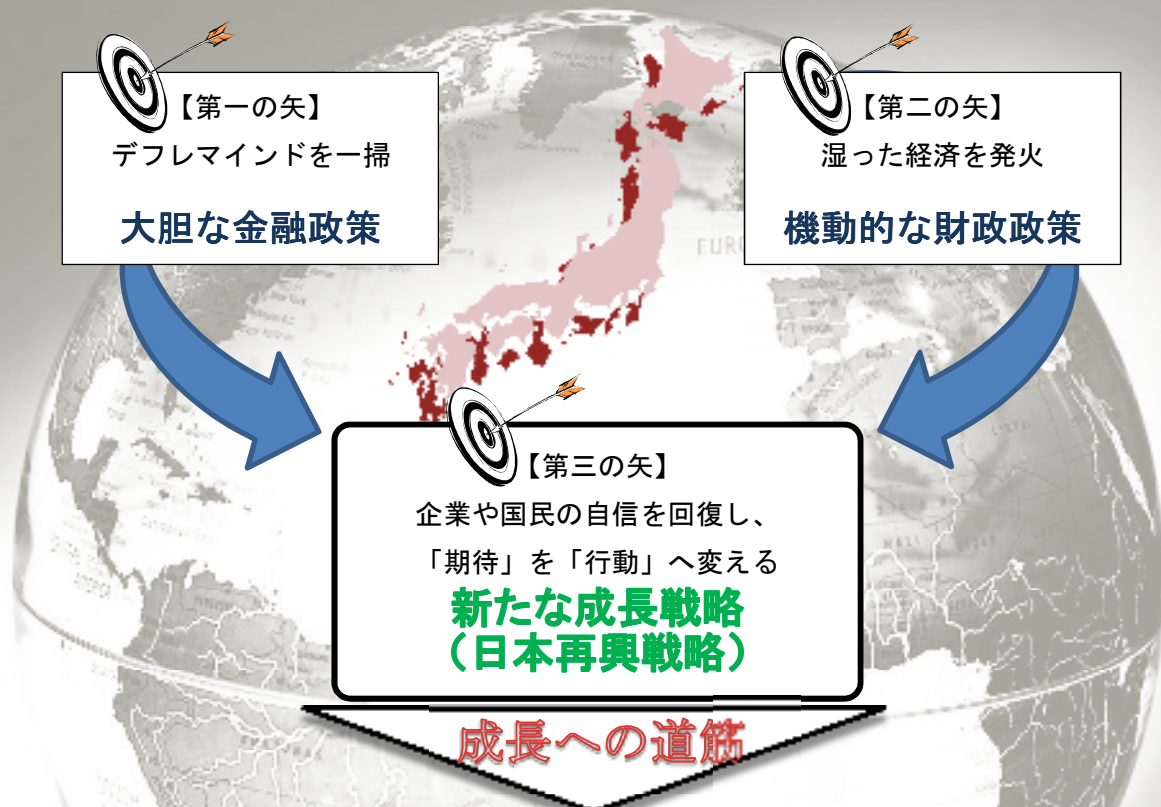 【第一の矢】
デフレマインドを一掃
大胆な金融政策
【第二の矢】
湿った経済を発火
機動的な財政政策
EURO
【第三の矢】
企業や国民の自信を回復し、
「期待」を「行動」へ変える
新たな成長戦略
（日本再興戦略）
成長への道筋